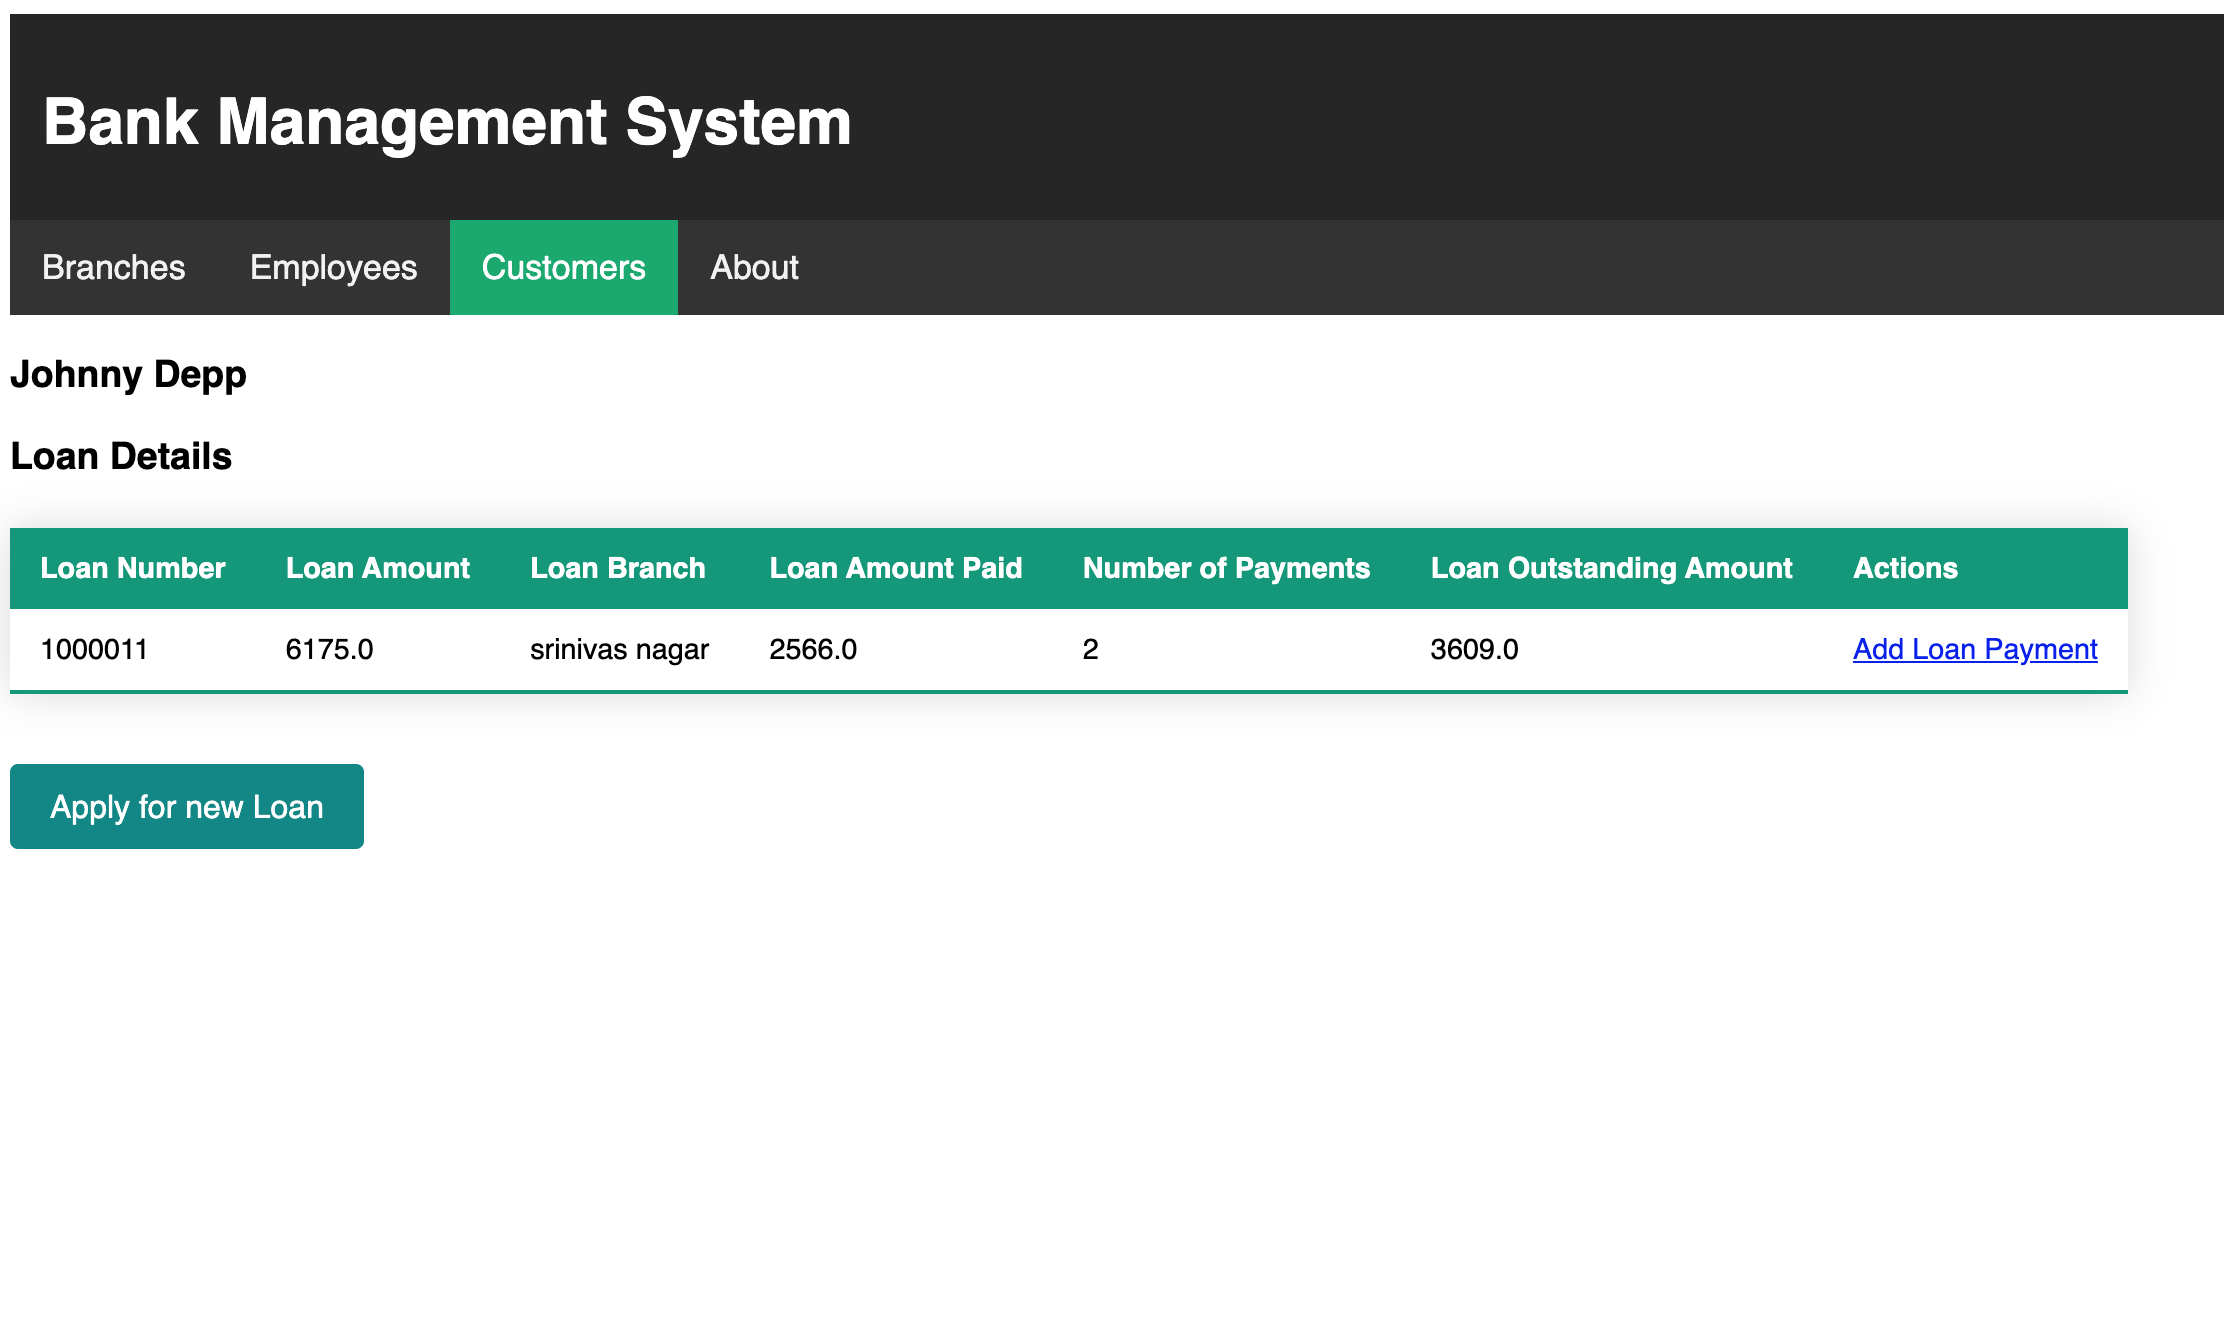 Bank Management System
Branches Employees Customers About
Johnny Depp
Loan Details
Loan Number Loan Amount Loan Branch Loan Amount Paid Number of Payments Loan Outstanding Amount Actions
1000011 6175.0 srinivas nagar 2566.0 2 3609.0 Add Loan Payment
Apply for new Loan